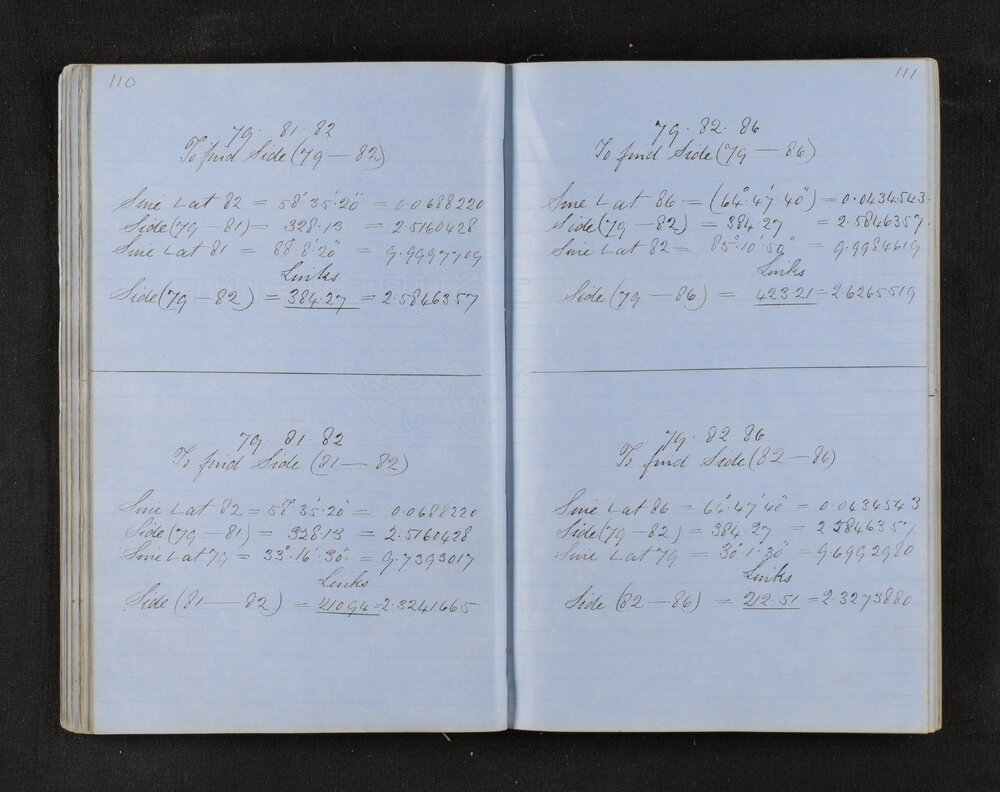 110
79. 81. 82
To find Side (79 — 82)
Sine ∠ at 82 = 58°.35'.20" = 0.0688220
Side (79 — 81) = 328.13 = 2.5160428
Sine ∠ at 81 = 88°.8'.20" = 9.9997709
Links
Side (79 — 82) = 384.27 = 2.5846357
79. 81. 82
To find Side (81 — 82)
Sine ∠ at 82 = 58°.35'.20" = 0.0688220
Side (79 — 81) = 328.13 = 2.5160428
Sine ∠ at 79 = 33°.16'.30" = 9.7393017
Links
Side (81 — 82) = 210.94 = 2.3241665
111
79. 82. 86
To find Side (79 — 86)
Sine ∠ at 86 = (64°.47'.40") = 0.0434543
Side (79 — 82) = 384.27 = 2.5846357
Sine ∠ at 82 = 85°.10'.50" = 9.9984619
Links
Side (79 — 86) = 423.21 = 2.6265519
79. 82. 86
To find Side (82 — 86)
Sine ∠ at 86 = 64°.47'.40" = 0.0434543
Side (79 — 82) = 384.27 = 2.5846357
Sine ∠ at 79 = 30°.1'.30" = 9.6992980
Links
Side (82 — 86) = 212.51 = 2.3273880